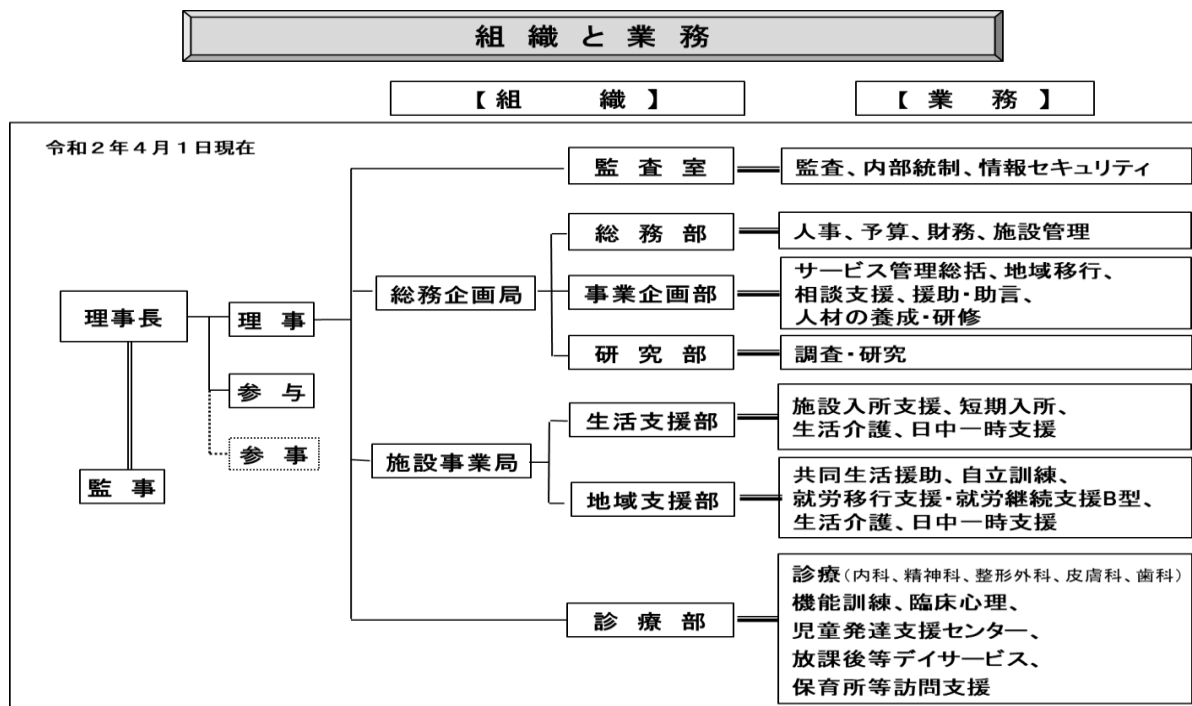 組織と業務
【組　織】
【業　務】
令和２年４月１日現在
監査室
監査、内部統制、情報セキュリティ
総務部
人事、予算、財務、施設管理
総務企画局
事業企画部
サービス管理総括、地域移行、
相談支援、援助・助言、
人材の養成・研修
理事長
理事
研究部
調査・研究
参与
参事
監事
施設事業局
生活支援部
施設入所支援、短期入所、
生活介護、日中一時支援
地域支援部
共同生活援助、自立訓練、
就労移行支援・就労継続支援Ｂ型、
生活介護、日中一時支援
診療部
診療（内科、精神科、整形外科、皮膚科、歯科）
機能訓練、臨床心理、
児童発達支援センター、
放課後等デイサービス、
保育所等訪問支援